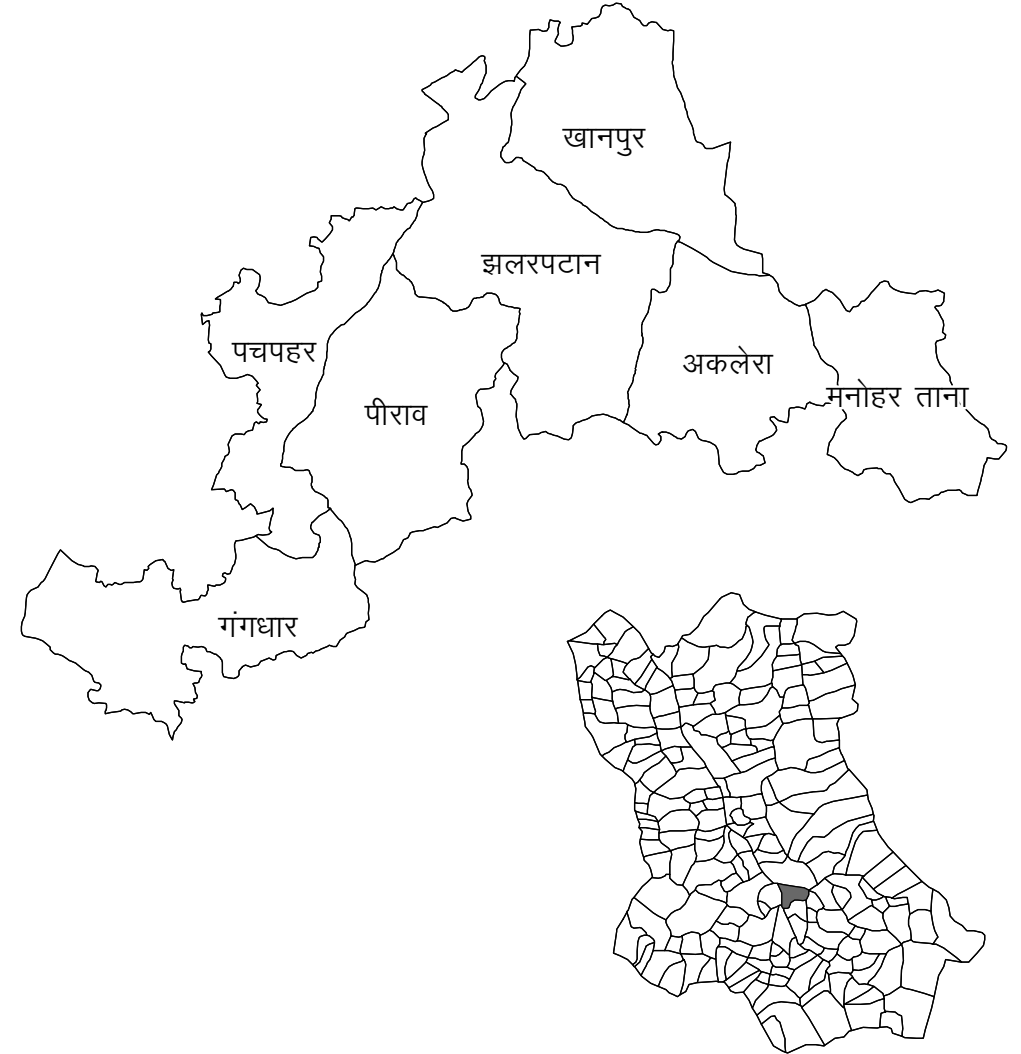 खानपुर
झलरपटान
पचपहर
अकलेरा
मनोहर ताना
पीराव
गंगधार